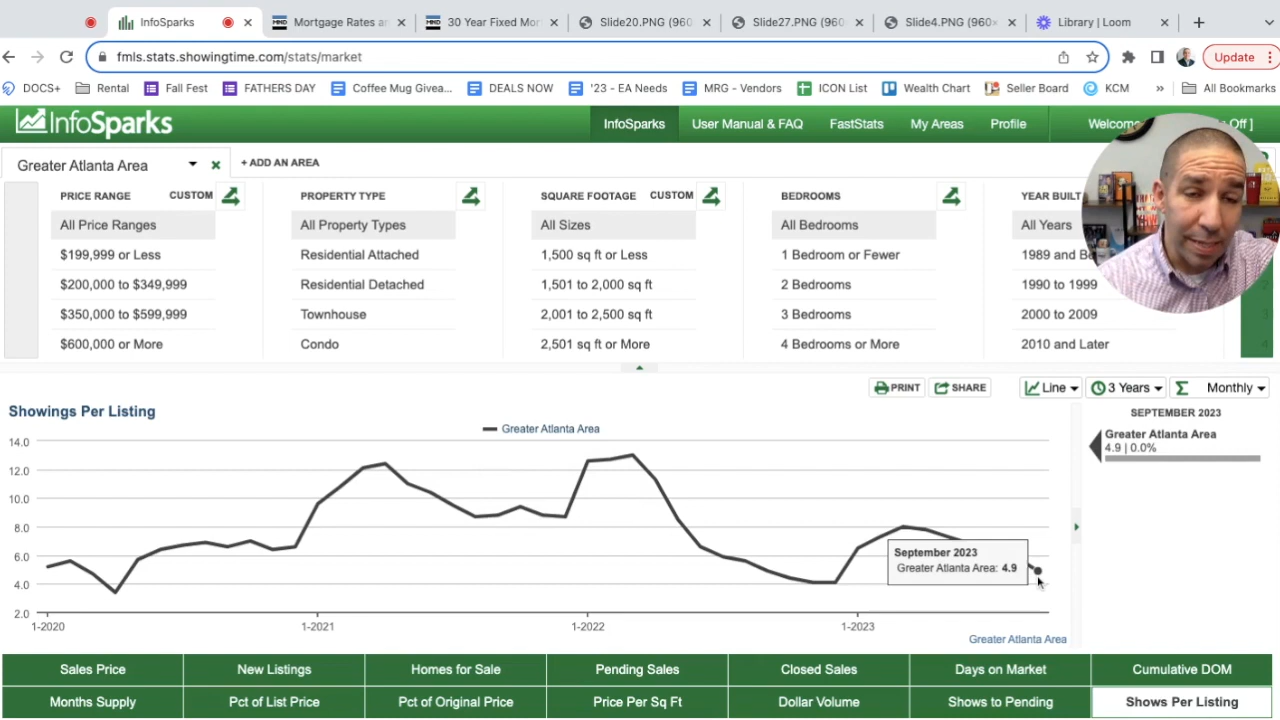 InfoSparks
Mortgage Rates an
30 Year Fixed Mor
Slide20.PNG (960
Slide27.PNG (960
Slide4.PNG (960×
Library | Loom
fmls.stats.showingtime.com/stats/market
Update
DOCS+
Rental
Fall Fest
FATHERS DAY
Coffee Mug Givea...
DEALS NOW
'23 - EA Needs
MRG - Vendors
ICON List
Wealth Chart
Seller Board
KCM
»
All Bookmarks
InfoSparks
InfoSparks
User Manual & FAQ
FastStats
My Areas
Profile
Welcome
Off ]
Greater Atlanta Area
+ ADD AN AREA
PRICE RANGE CUSTOM
All Price Ranges
$199,999 or Less
$200,000 to $349,999
$350,000 to $599,999
$600,000 or More
PROPERTY TYPE
All Property Types
Residential Attached
Residential Detached
Townhouse
Condo
SQUARE FOOTAGE CUSTOM
All Sizes
1,500 sq ft or Less
1,501 to 2,000 sq ft
2,001 to 2,500 sq ft
2,501 sq ft or More
BEDROOMS
All Bedrooms
1 Bedroom or Fewer
2 Bedrooms
3 Bedrooms
4 Bedrooms or More
YEAR BUILT
All Years
1989 and Be
1990 to 1999
2000 to 2009
2010 and Later
PRINT
SHARE
Line
3 Years
Σ Monthly
Showings Per Listing
Greater Atlanta Area
SEPTEMBER 2023
Greater Atlanta Area
4.9 | 0.0%
14.0
12.0
10.0
8.0
6.0
4.0
2.0
September 2023
Greater Atlanta Area: 4.9
1-2020
1-2021
1-2022
1-2023
Greater Atlanta Area
Sales Price
New Listings
Homes for Sale
Pending Sales
Closed Sales
Days on Market
Cumulative DOM
Months Supply
Pct of List Price
Pct of Original Price
Price Per Sq Ft
Dollar Volume
Shows to Pending
Shows Per Listing